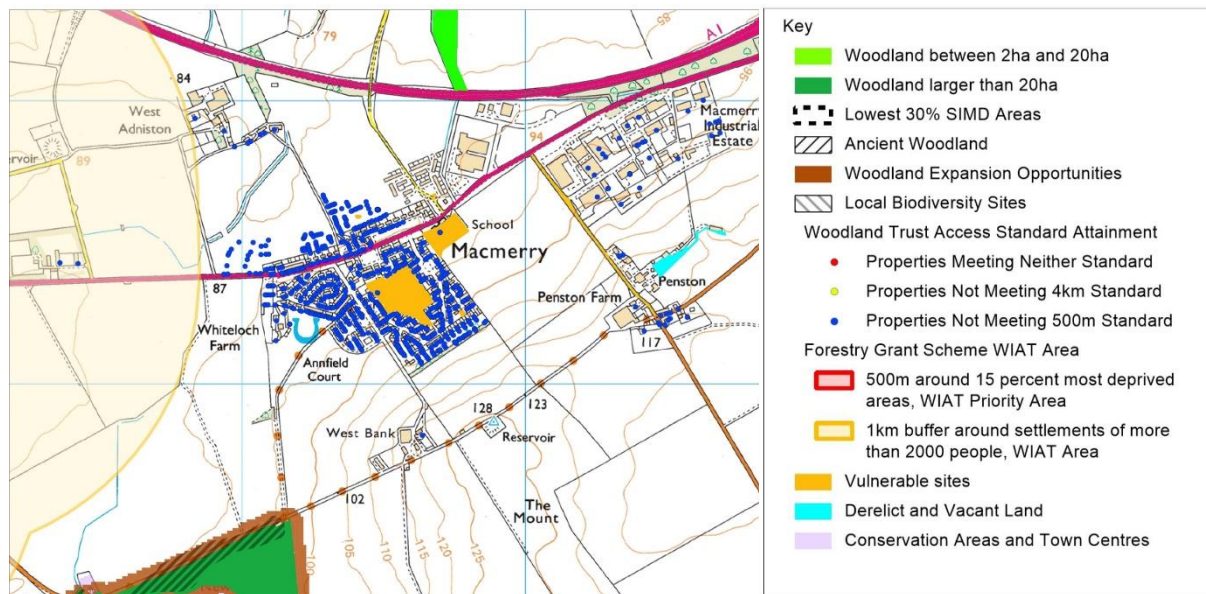 79
85
A1
95
84
West
Adniston
94
Macmerry
Industrial
Estate
89
School
Macmerry
87
Penston
Penston Farm
Whiteloch
Farm
117
Annfield
Court
123
128
West Bank
Reservoir
102
The
Mount
100
105
110
115
120
125
Key
Woodland between 2ha and 20ha
Woodland larger than 20ha
Lowest 30% SIMD Areas
Ancient Woodland
Woodland Expansion Opportunities
Local Biodiversity Sites
Woodland Trust Access Standard Attainment
Properties Meeting Neither Standard
Properties Not Meeting 4km Standard
Properties Not Meeting 500m Standard
Forestry Grant Scheme WIAT Area
500m around 15 percent most deprived
areas, WIAT Priority Area
1km buffer around settlements of more
than 2000 people, WIAT Area
Vulnerable sites
Derelict and Vacant Land
Conservation Areas and Town Centres